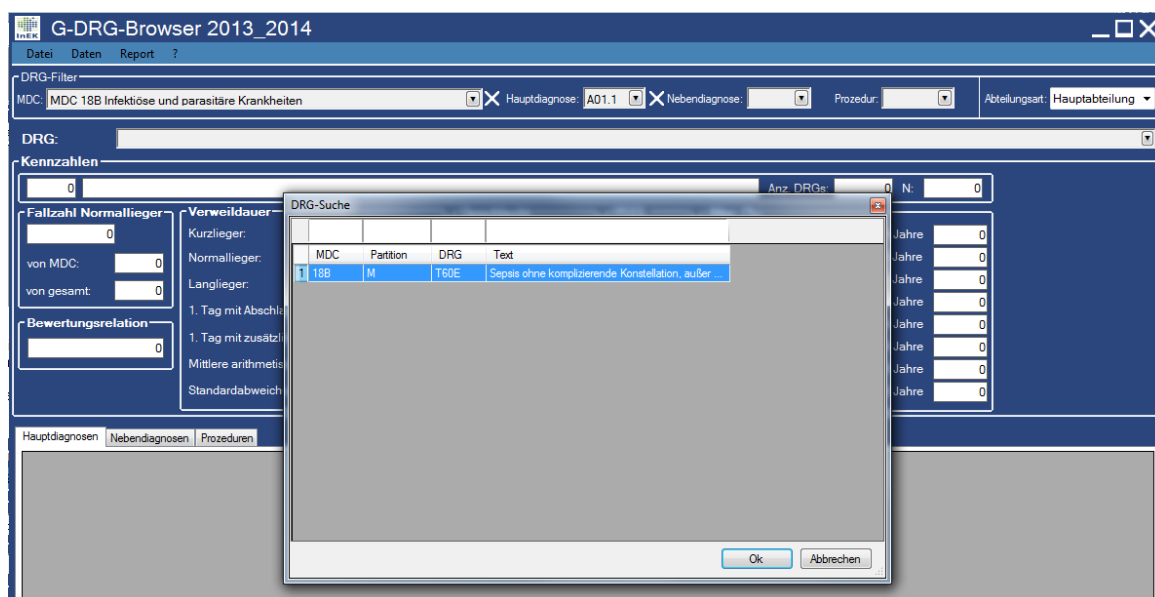 InEK G-DRG-Browser 2013_2014
Datei Daten Report ?
DRG-Filter
MDC: MDC 18B Infektiöse und parasitäre Krankheiten Hauptdiagnose: A01.1 Nebendiagnose: Prozedur: Abteilungsart: Hauptabteilung
DRG:
Kennzahlen
0 Anz. DRGs: 0 N: 0
Fallzahl Normallieger
0
von MDC: 0
von gesamt: 0
Bewertungsrelation
0
Verweildauer
Kurzlieger:
Normallieger:
Langlieger:
1. Tag mit Abschla
1. Tag mit zusätzli
Mittlere arithmetis
Standardabweich
DRG-Suche
MDC Partition DRG Text
1 18B M T60E Sepsis ohne komplizierende Konstellation, außer ...
Ok Abbrechen
Jahre 0
Jahre 0
Jahre 0
Jahre 0
Jahre 0
Jahre 0
Jahre 0
Jahre 0
Hauptdiagnosen Nebendiagnosen Prozeduren